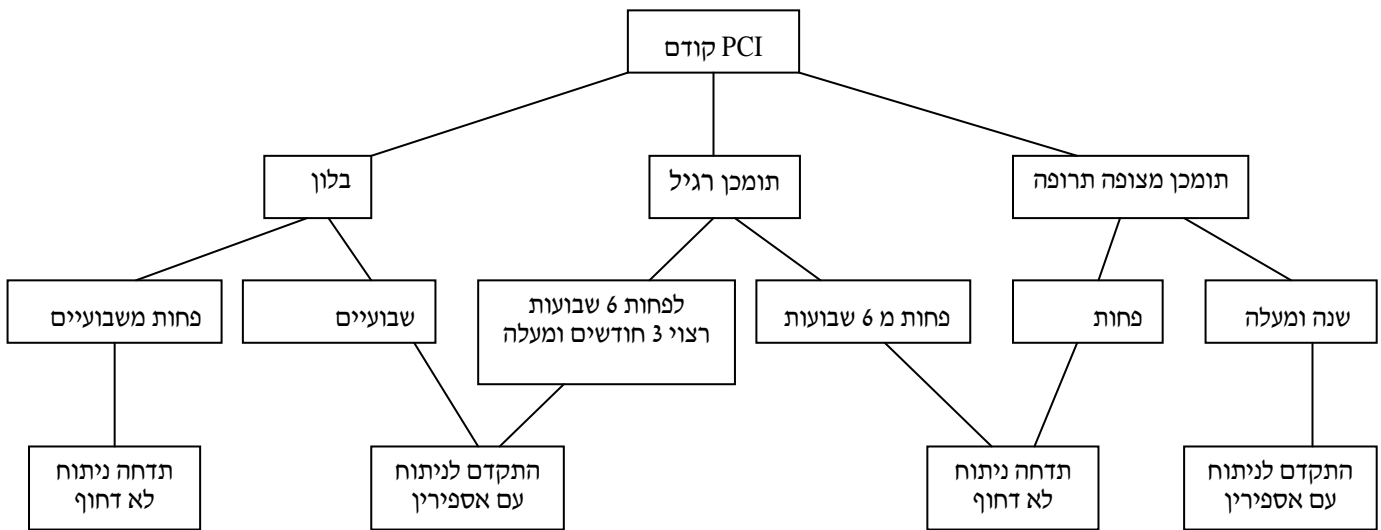 PCI קודם
תומכן מצופה תרופה
תומכן רגיל
בלון
שנה ומעלה
פחות
פחות מ 6 שבועות
לפחות 6 שבועות
רצוי 3 חודשים ומעלה
שבועיים
פחות משבועיים
התקדם לניתוח
עם אספירין
תדחה ניתוח
לא דחוף
התקדם לניתוח
עם אספירין
תדחה ניתוח
לא דחוף